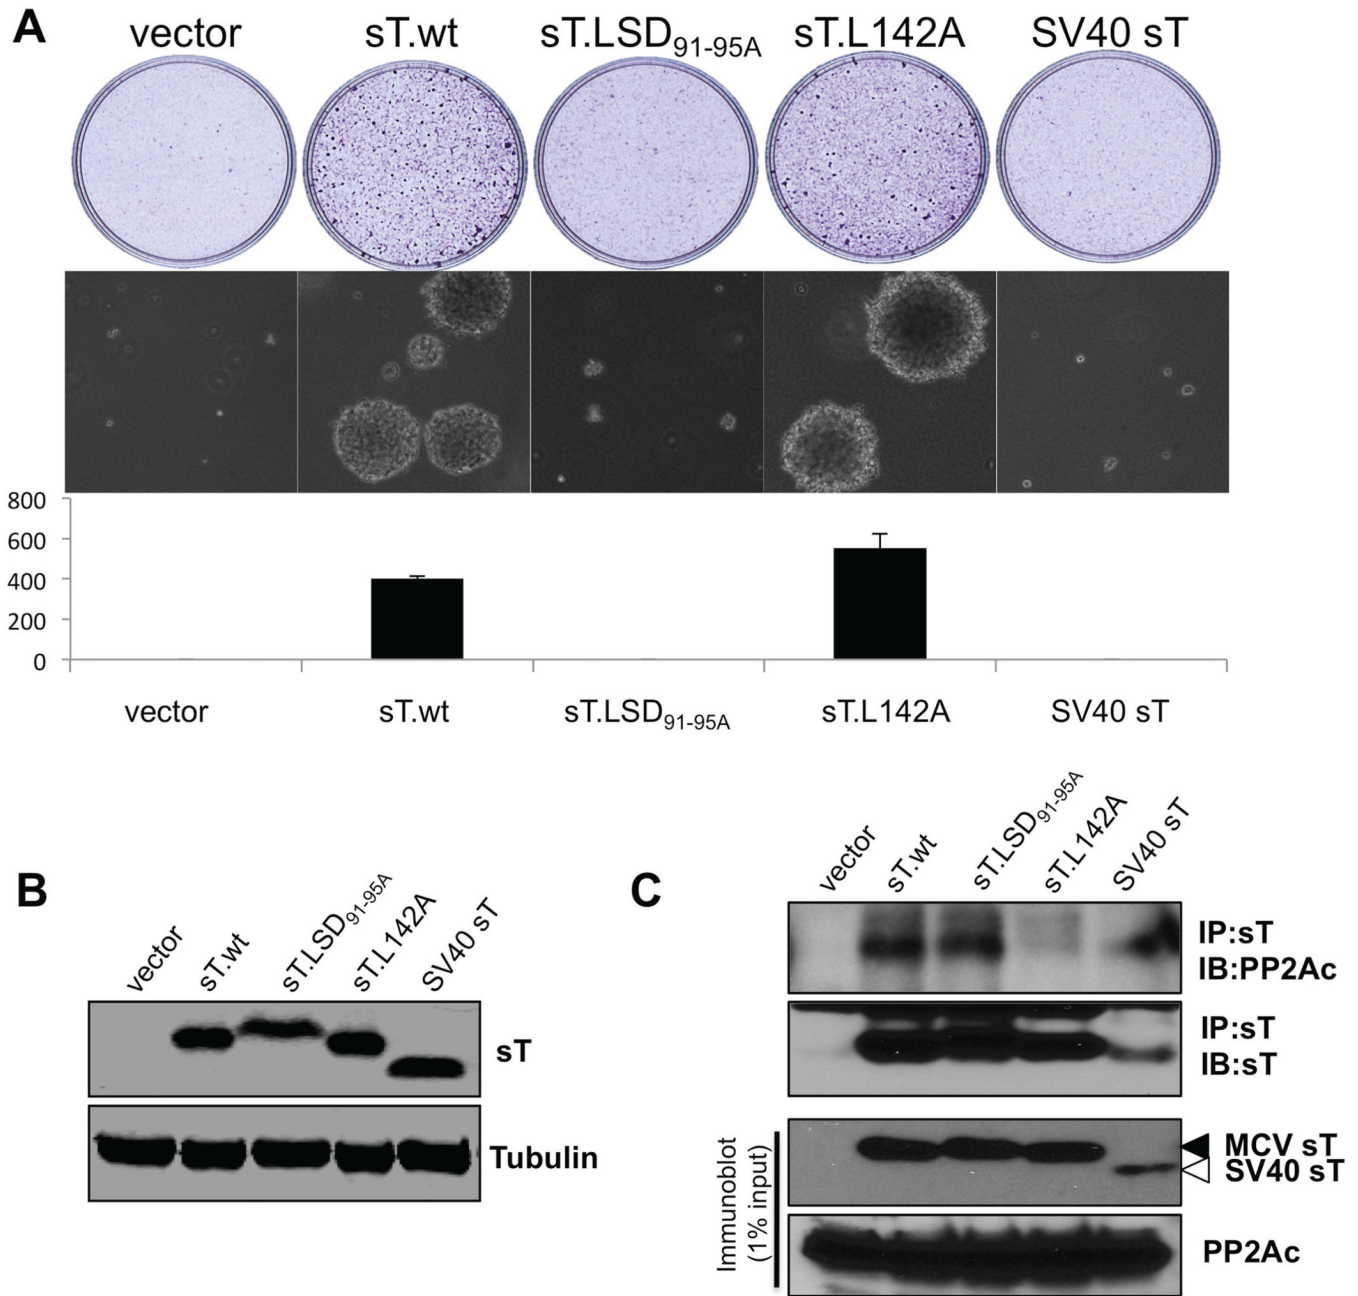 A
vector sT.wt sT.LSD91-95A sT.L142A SV40 sT
800
600
400
200
0
vector sT.wt sT.LSD91-95A sT.L142A SV40 sT
B
vector sT.wt sT.LSD91-95A sT.L142A SV40 sT
sT
Tubulin
C
vector sT.wt sT.LSD91-95A sT.L142A SV40 sT
IP:sT
IB:PP2Ac
IP:sT
IB:sT
Immunoblot
(1% input)
MCV sT
SV40 sT
PP2Ac